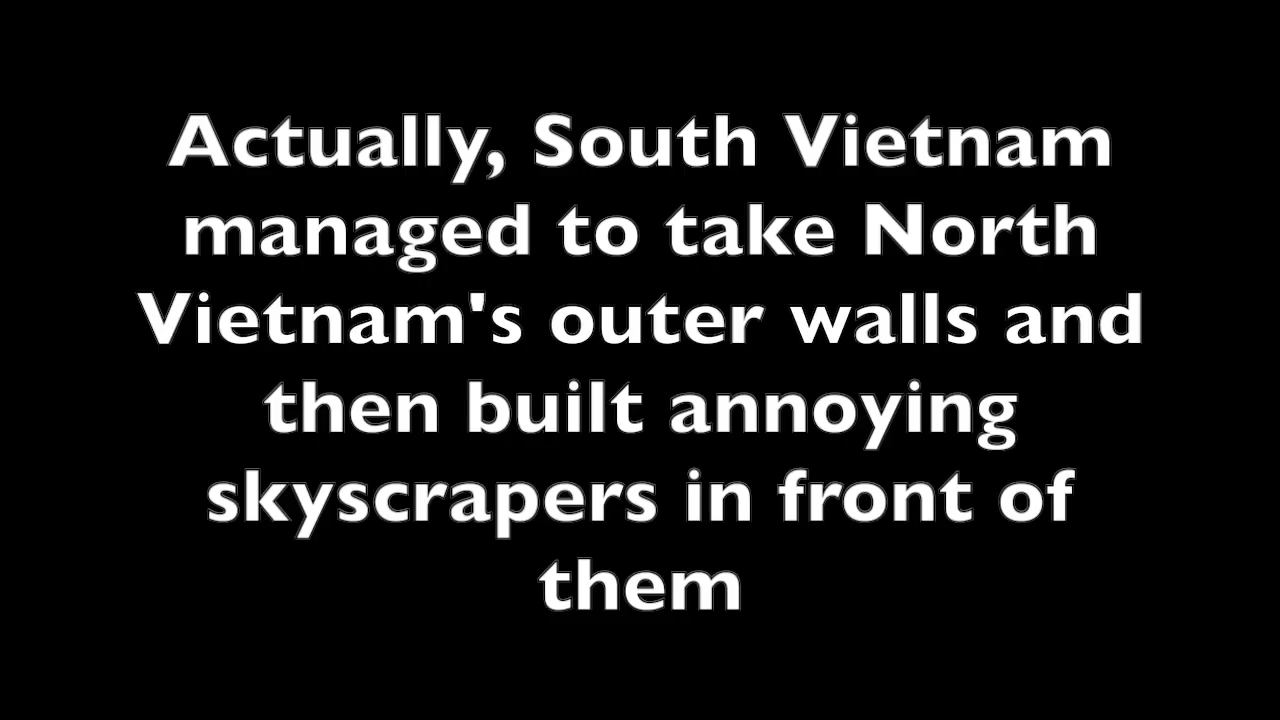 Actually, South Vietnam
managed to take North
Vietnam's outer walls and
then built annoying
skyscrapers in front of
them